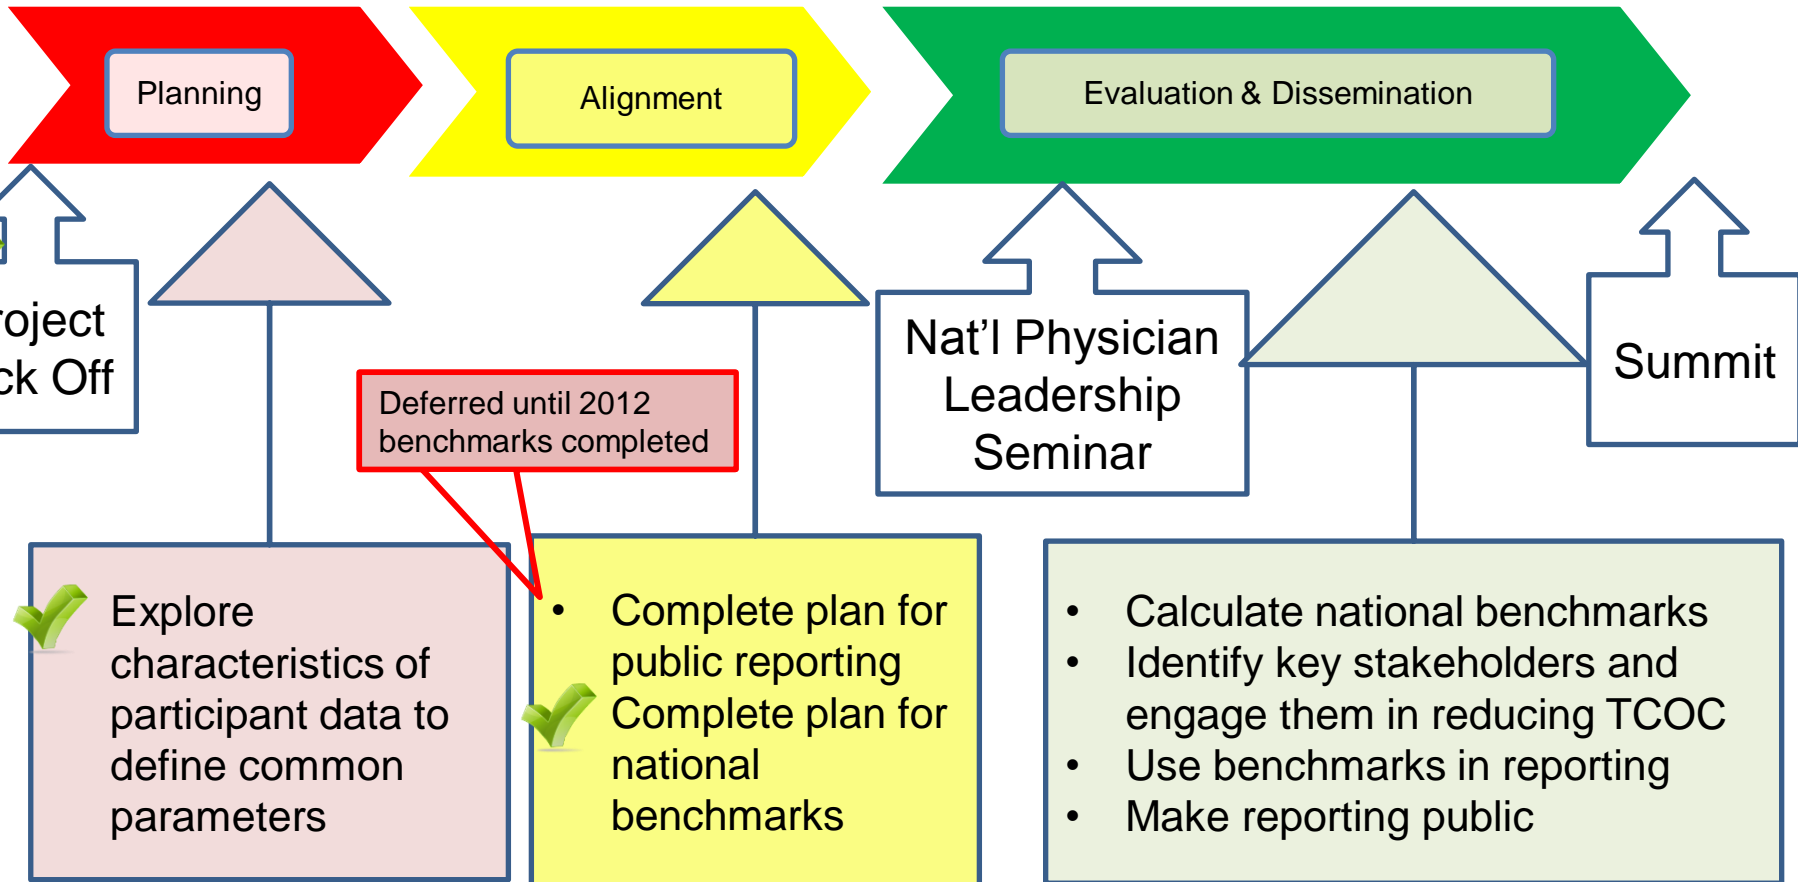 Planning
Alignment
Evaluation & Dissemination
roject
ck Off
Deferred until 2012
benchmarks completed
Nat'l Physician
Leadership
Seminar
Summit
Explore
characteristics of
participant data to
define common
parameters
• Complete plan for
public reporting
Complete plan for
national
benchmarks
• Calculate national benchmarks
• Identify key stakeholders and
engage them in reducing TCOC
• Use benchmarks in reporting
• Make reporting public